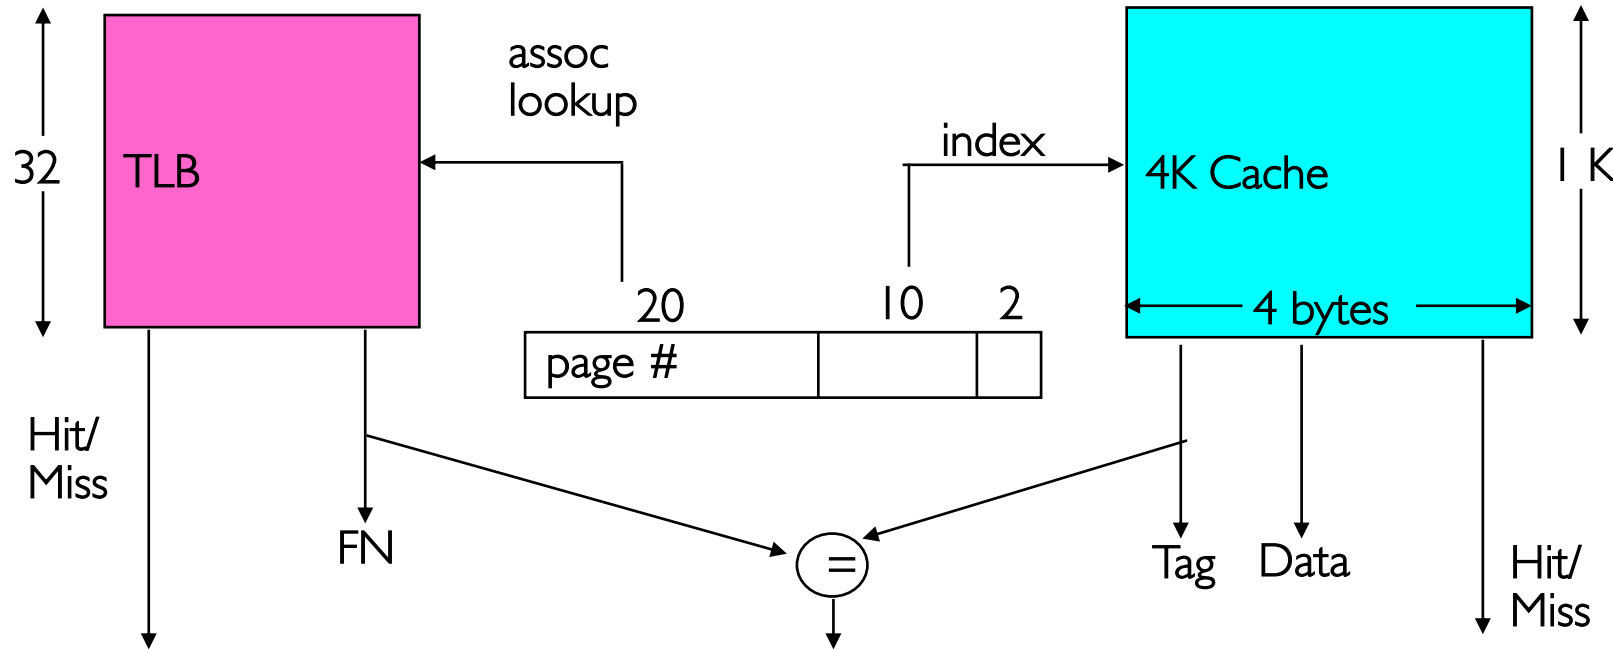 assoc
lookup
index
32
TLB
4K Cache
1 K
20
10
2
4 bytes
page #
Hit/
Miss
FN
=
Tag
Data
Hit/
Miss